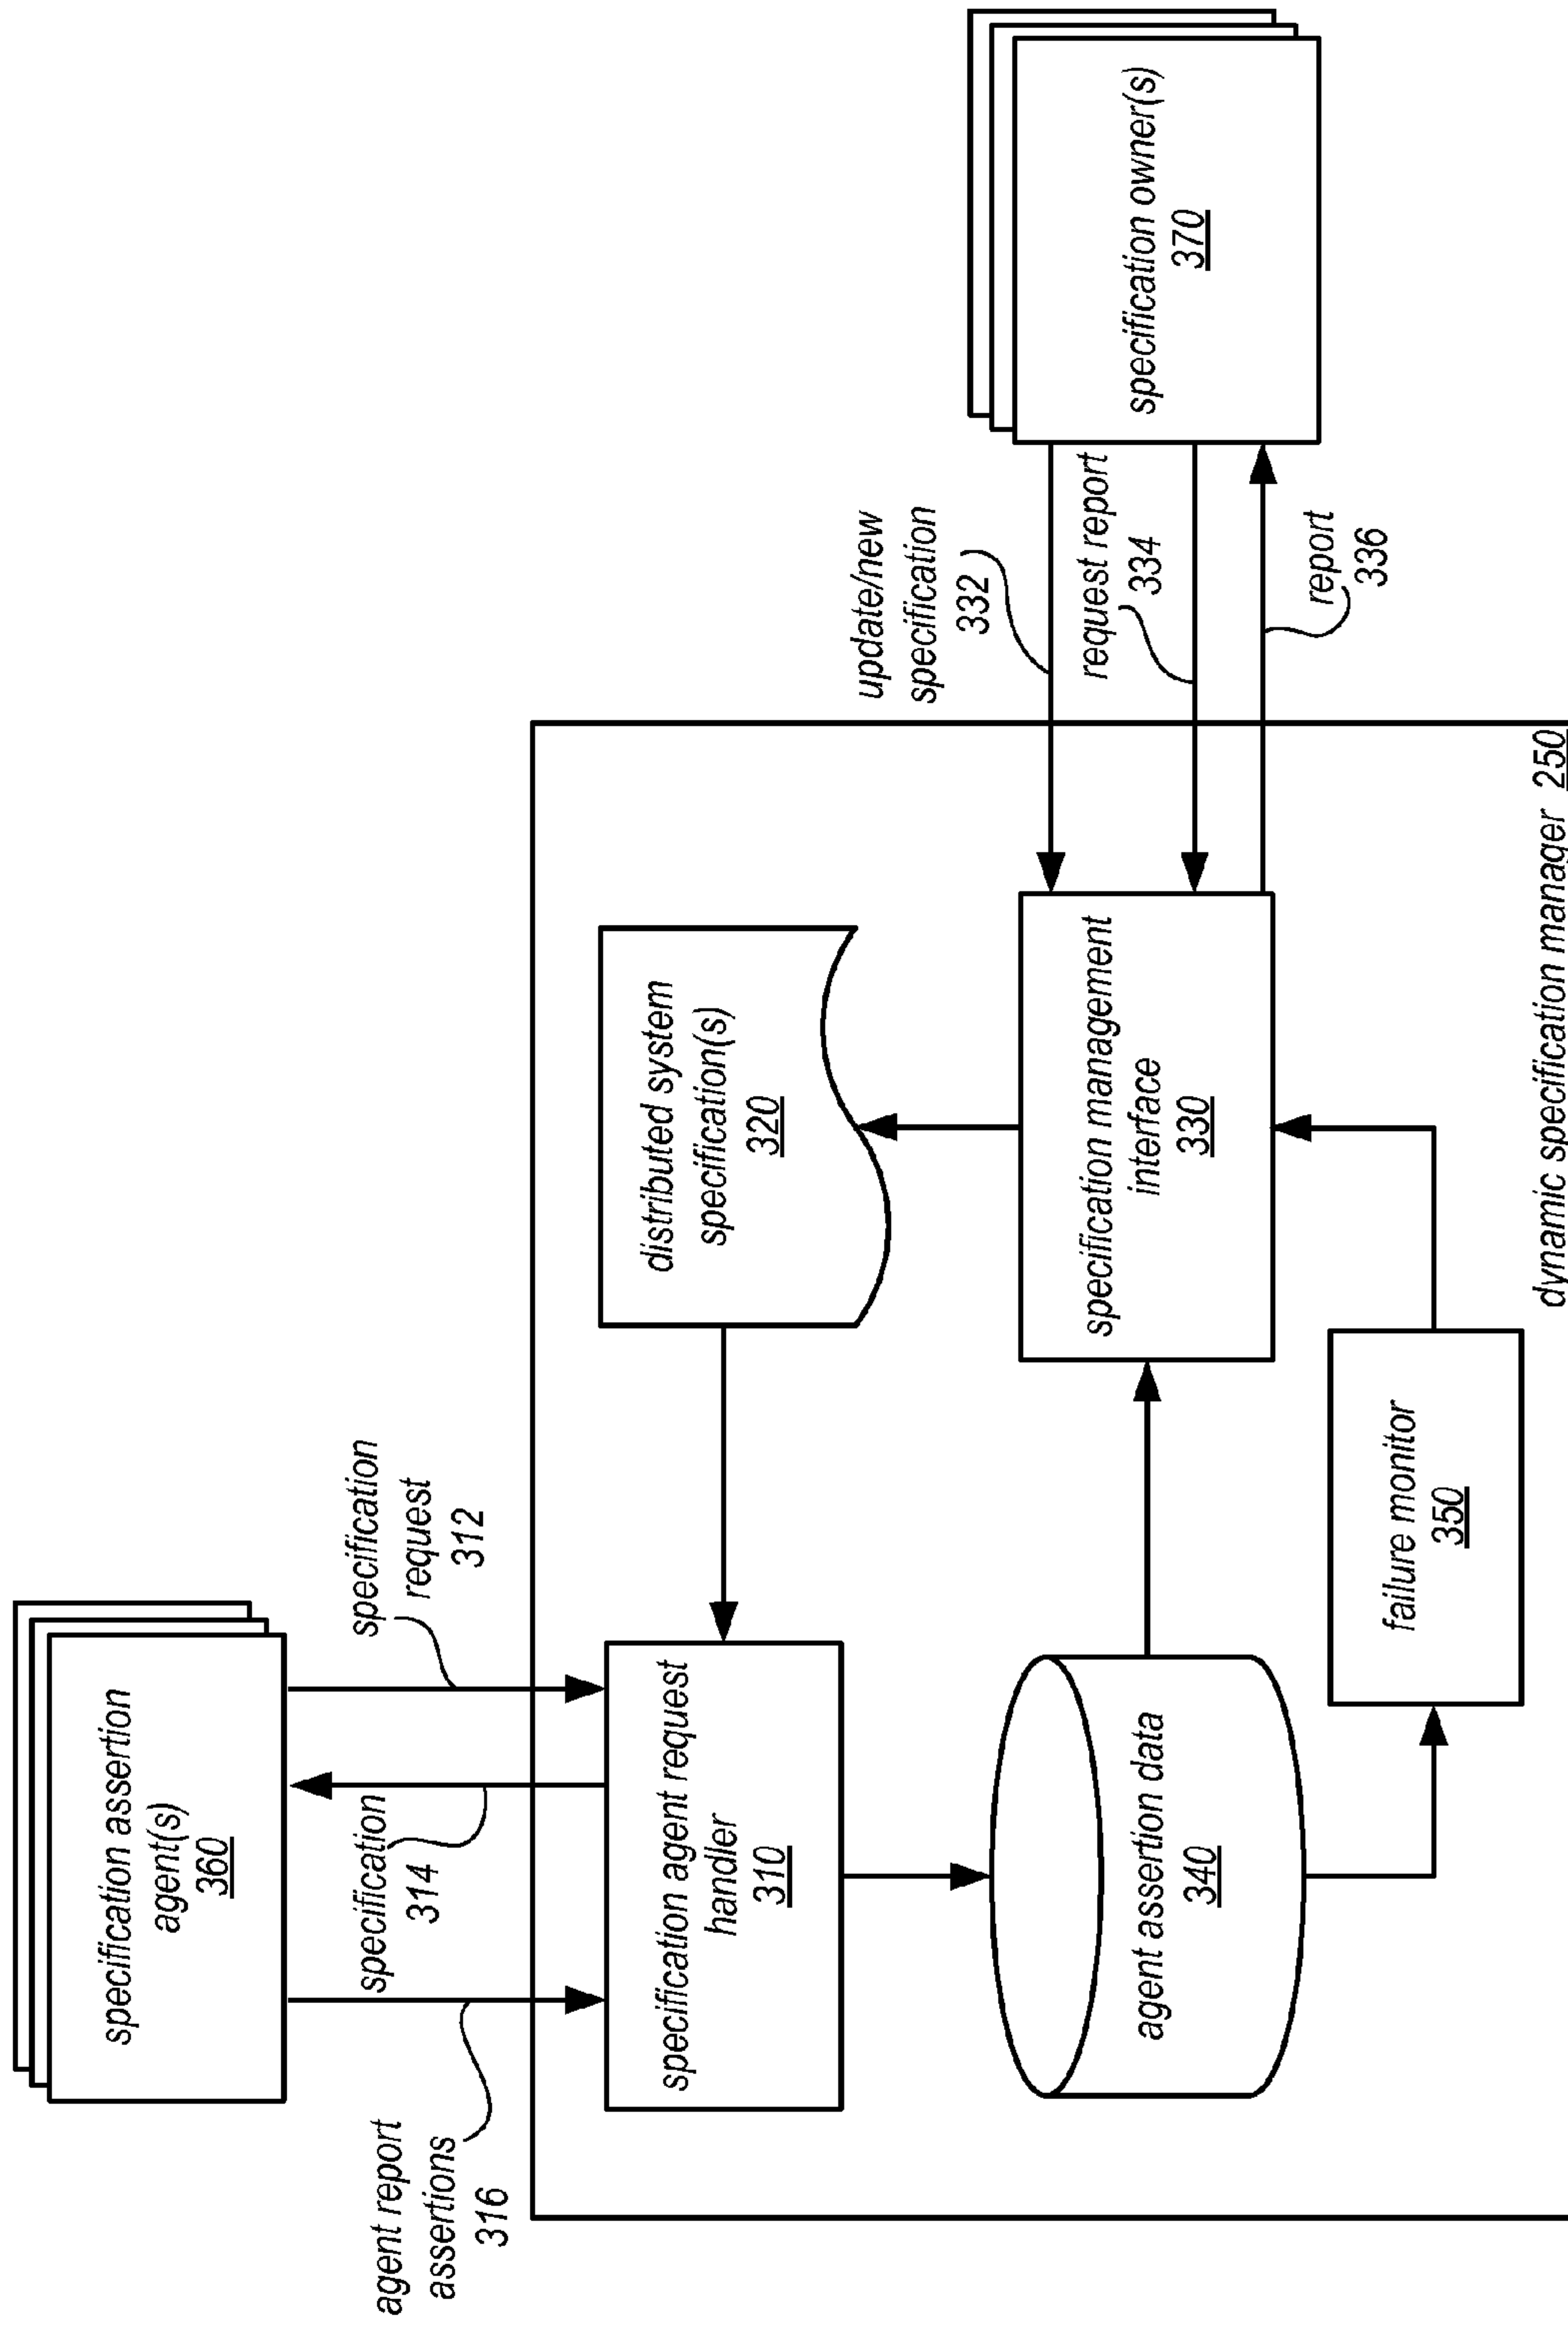 agent report
assertions
316
specification assertion
agent(s)
360
specification
314
specification
request
312
specification agent request
handler
310
distributed system
specification(s)
320
agent assertion data
340
specification management
interface
330
failure monitor
350
update/new
specification
332
request report
334
report
336
specification owner(s)
370
dynamic specification manager 250